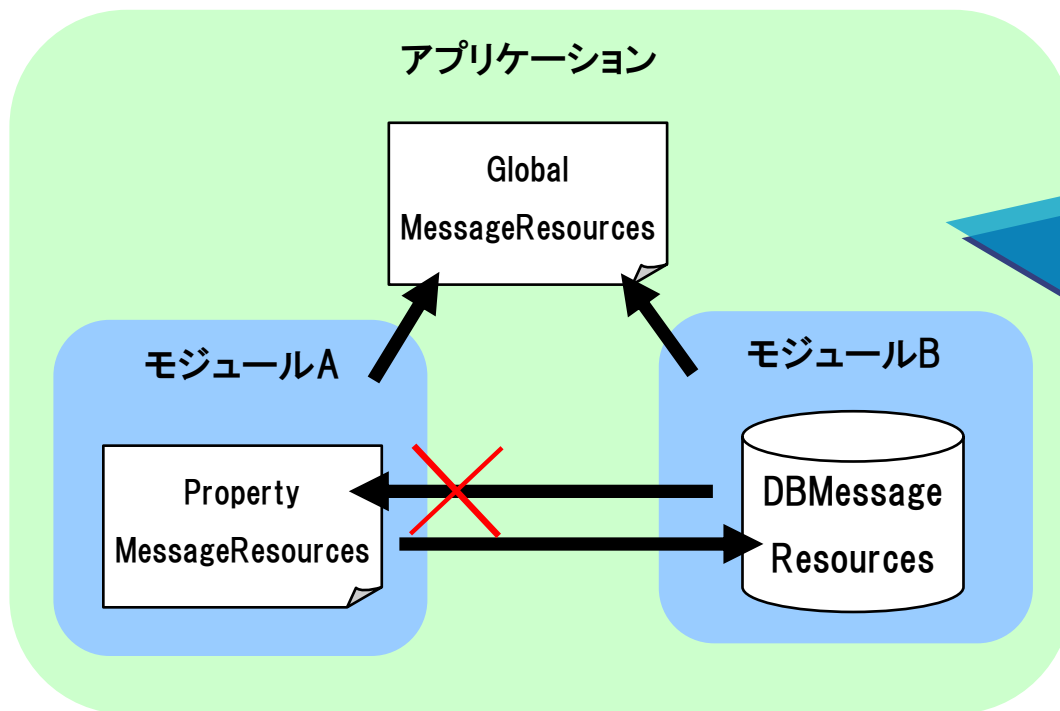 アプリケーション
Global
MessageResources
モジュールA
モジュールB
Property
MessageResources
DBMessage
Resources